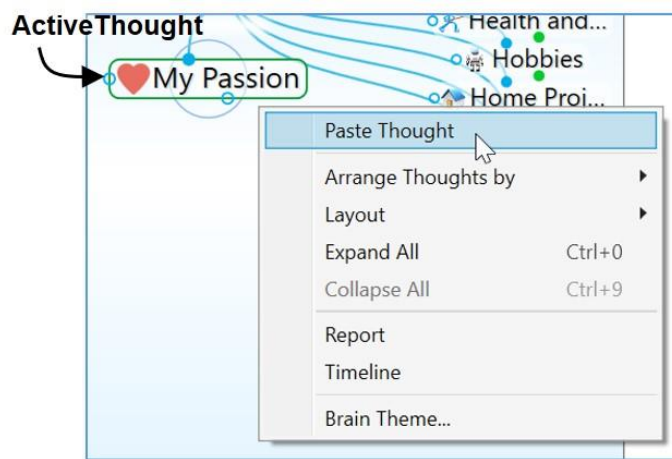 ActiveThought
Health and...
Hobbies
My Passion
Home Proj...
Paste Thought
Arrange Thoughts by
Layout
Expand All Ctrl+0
Collapse All Ctrl+9
Report
Timeline
Brain Theme...